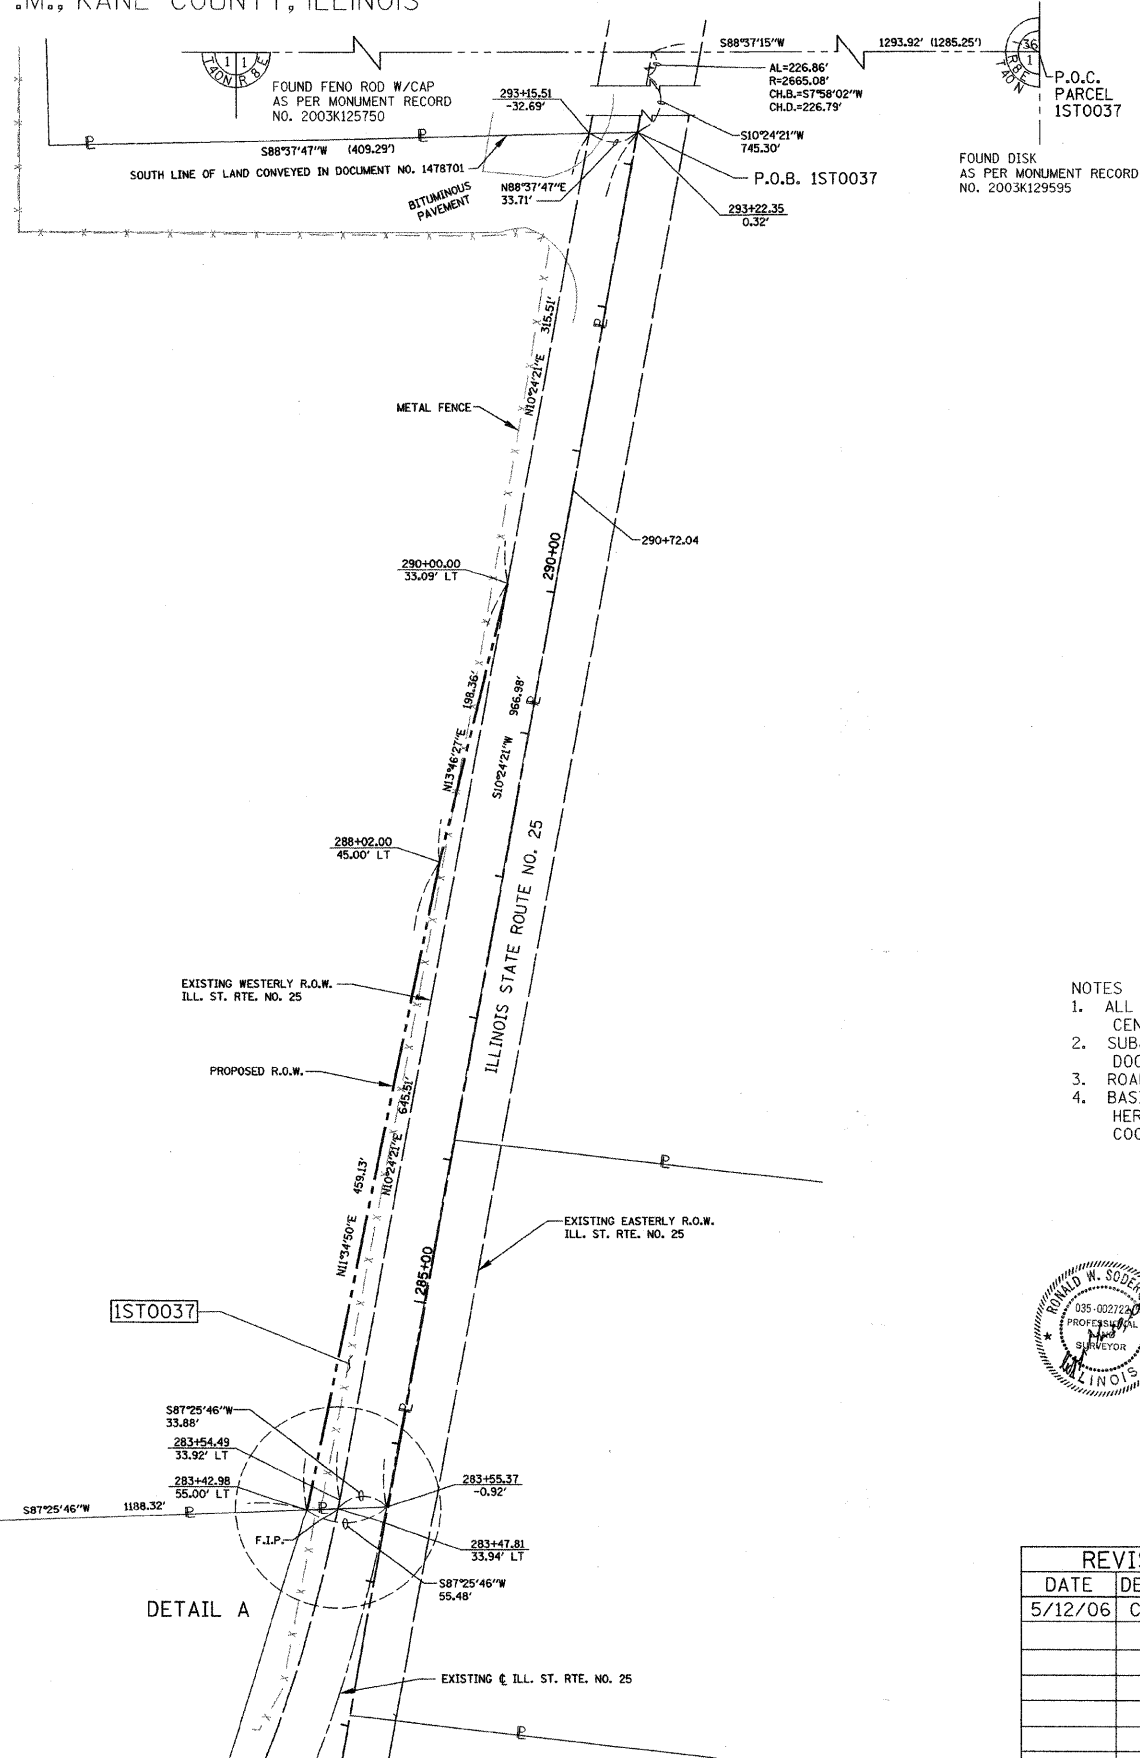 .M., KANE COUNTY, ILLINOIS
S88°37'15"W
1293.92' (1285.25')
1 1
T40N R 8 E
FOUND FENO ROD W/CAP
AS PER MONUMENT RECORD
NO. 2003K125750
AL=226.86'
R=2665.08'
CH.B.=S7°58'02"W
CH.D.=226.79'
36
1
R8E
T40N
P.O.C.
PARCEL
1ST0037
293+15.51
-32.69'
S10°24'21"W
745.30'
S88°37'47"W (409.29')
SOUTH LINE OF LAND CONVEYED IN DOCUMENT NO. 1478701
BITUMINOUS
PAVEMENT
N88°37'47"E
33.71'
P.O.B. 1ST0037
FOUND DISK
AS PER MONUMENT RECORD
NO. 2003K129595
293+22.35
0.32'
N10°24'21"E 315.51'
METAL FENCE
290+72.04
290+00
290+00.00
33.09' LT
N13°46'27"E 198.36'
S10°24'21"W 966.98'
288+02.00
45.00' LT
ILLINOIS STATE ROUTE NO. 25
EXISTING WESTERLY R.O.W.
ILL. ST. RTE. NO. 25
NOTES
1. ALL
CEN
2. SUB
DOC
3. ROA
4. BAS
HER
COO
PROPOSED R.O.W.
N10°24'21"E 645.51'
N11°34'50"E 459.13'
EXISTING EASTERLY R.O.W.
ILL. ST. RTE. NO. 25
285+00
1ST0037
RONALD W. SODER
035-002722
PROFESSIONAL
SURVEYOR
ILLINOIS
S87°25'46"W
33.88'
283+54.49
33.92' LT
283+42.98
55.00' LT
283+55.37
-0.92'
S87°25'46"W 1188.32'
F.I.P.
283+47.81
33.94' LT
S87°25'46"W
55.48'
DETAIL A
REVIS
DATE DE
5/12/06 C
EXISTING ℄ ILL. ST. RTE. NO. 25